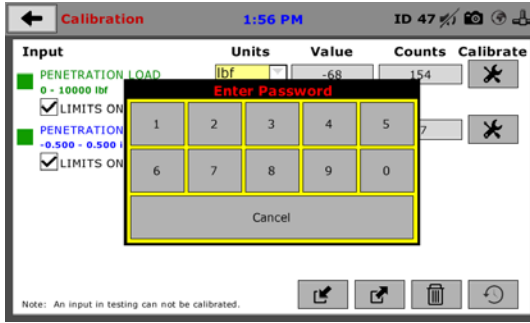 Calibration 1:56 PM ID 47
Input Units Value Counts Calibrate
PENETRATION LOAD lbf -68 154
0 - 10000 lbf
LIMITS ON
Enter Password
PENETRATION 7
-0.500 - 0.500 i
LIMITS ON
1 2 3 4 5
6 7 8 9 0
Cancel
Note: An input in testing can not be calibrated.